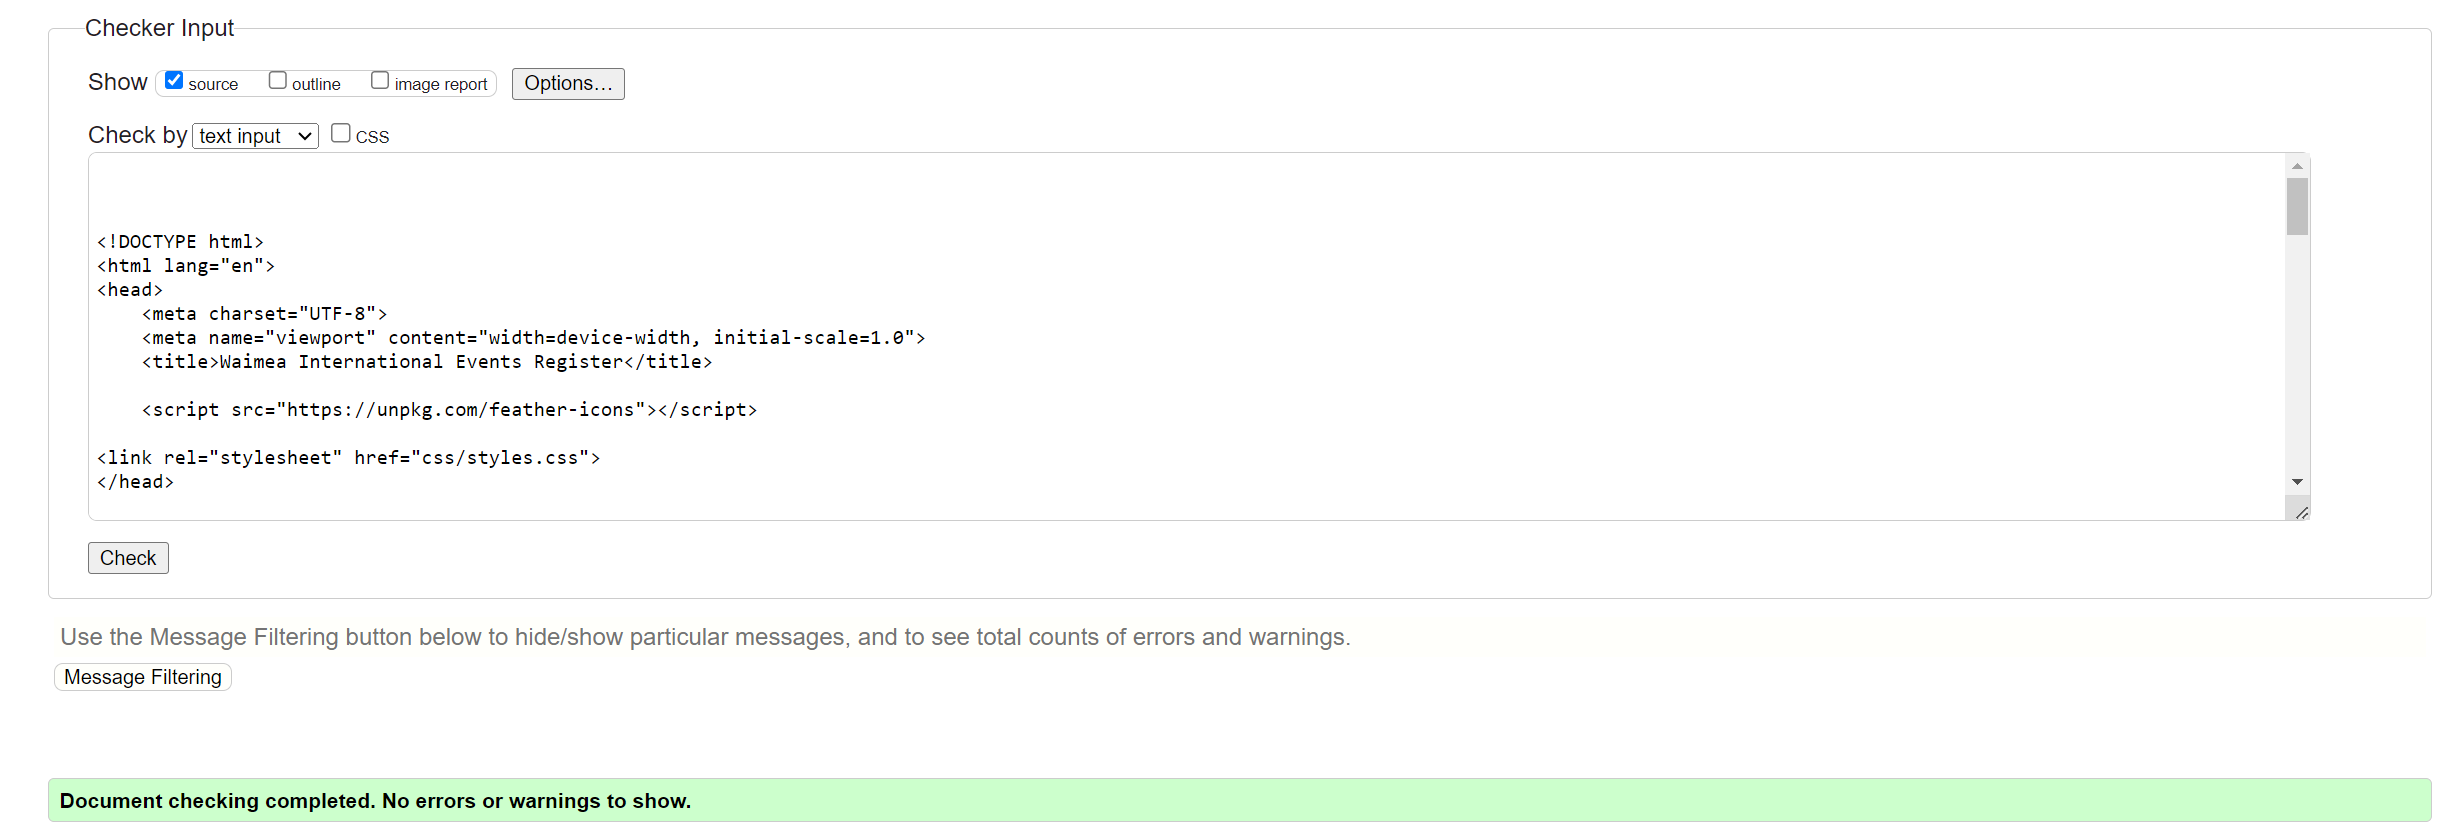 Checker Input
Show source outline image report Options…
Check by text input CSS
<!DOCTYPE html>
<html lang="en">
<head>
    <meta charset="UTF-8">
    <meta name="viewport" content="width=device-width, initial-scale=1.0">
    <title>Waimea International Events Register</title>
    <script src="https://unpkg.com/feather-icons"></script>
<link rel="stylesheet" href="css/styles.css">
</head>
Check
Use the Message Filtering button below to hide/show particular messages, and to see total counts of errors and warnings.
Message Filtering
Document checking completed. No errors or warnings to show.